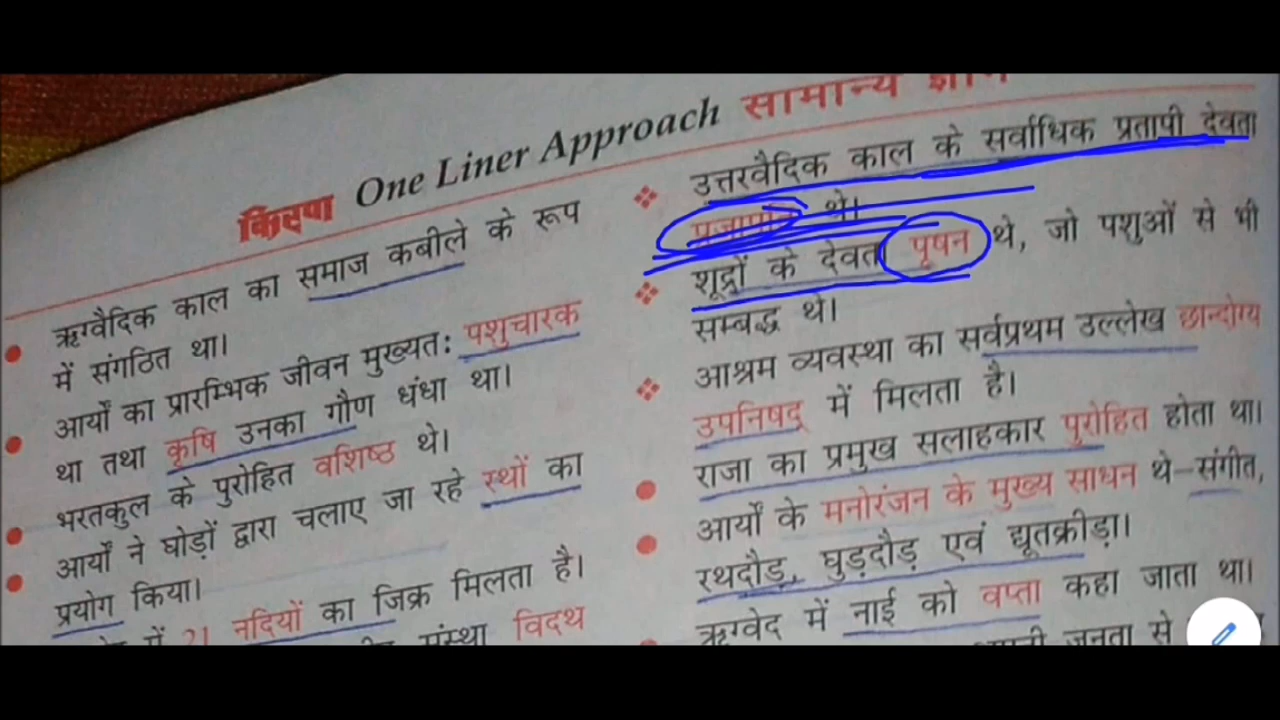 किरण One Liner Approach सामान्य ज्ञान
ऋग्वैदिक काल का समाज कबीले के रूप
में संगठित था।
आर्यों का प्रारम्भिक जीवन मुख्यतः पशुचारक
था तथा कृषि उनका गौण धंधा था।
भरतकुल के पुरोहित वशिष्ठ थे।
आर्यों ने घोड़ों द्वारा चलाए जा रहे स्थों का
प्रयोग किया।
में 21 नदियों का जिक्र मिलता है।
संस्था विदथ
उत्तरवैदिक काल के सर्वाधिक प्रतापी देवता
प्रजापति थे।
शूद्रों के देवता पूषन थे, जो पशुओं से भी
सम्बद्ध थे।
आश्रम व्यवस्था का सर्वप्रथम उल्लेख छान्दोग्य
उपनिषद् में मिलता है।
राजा का प्रमुख सलाहकार पुरोहित होता था।
आर्यों के मनोरंजन के मुख्य साधन थे–संगीत,
रथदौड़, घुड़दौड़ एवं द्यूतक्रीड़ा।
ऋग्वेद में नाई को वप्ता कहा जाता था।
जनता से